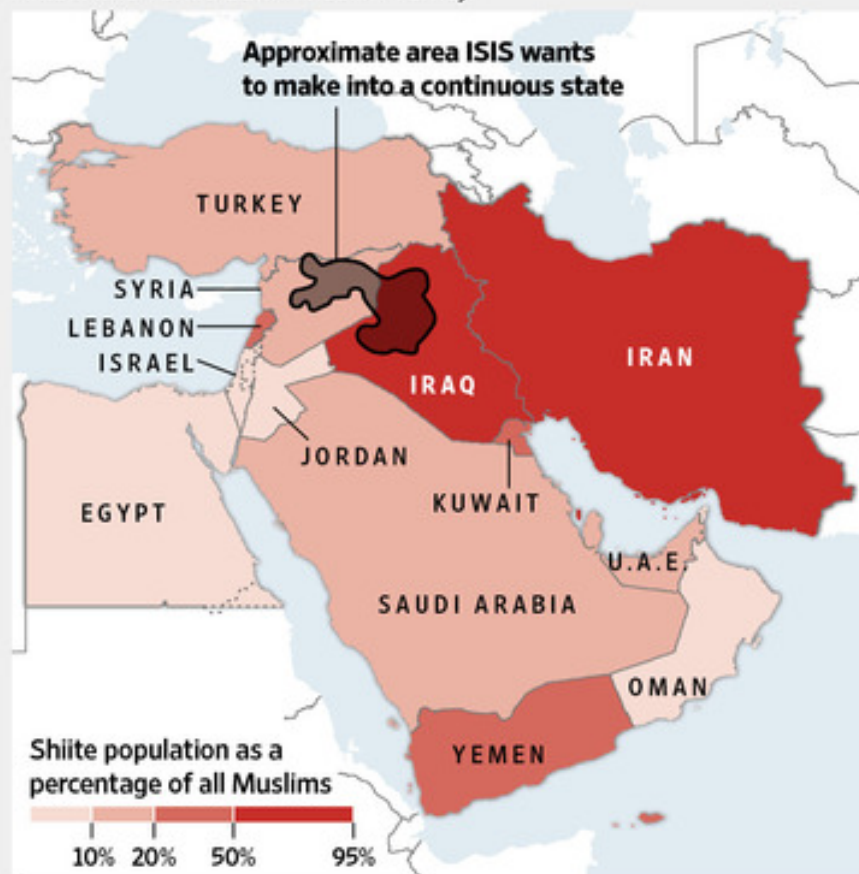 Approximate area ISIS wants
to make into a continuous state
TURKEY
SYRIA
LEBANON
ISRAEL
IRAQ
IRAN
JORDAN
KUWAIT
EGYPT
U.A.E.
SAUDI ARABIA
OMAN
YEMEN
Shiite population as a
percentage of all Muslims
10% 20% 50% 95%